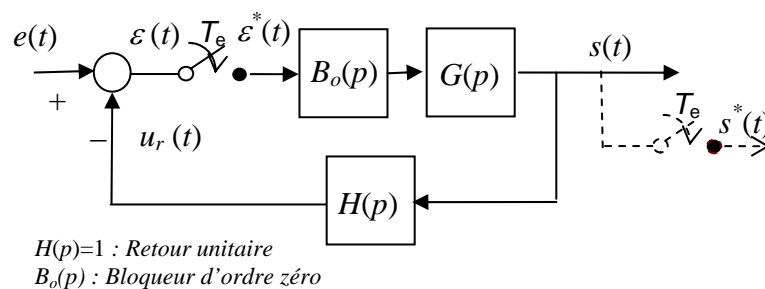 e(t) ε(t) Te ε*(t) s(t)
Bo(p) G(p)
+
− ur (t)
Te s*(t)
H(p)
H(p)=1 : Retour unitaire
Bo(p) : Bloqueur d'ordre zéro